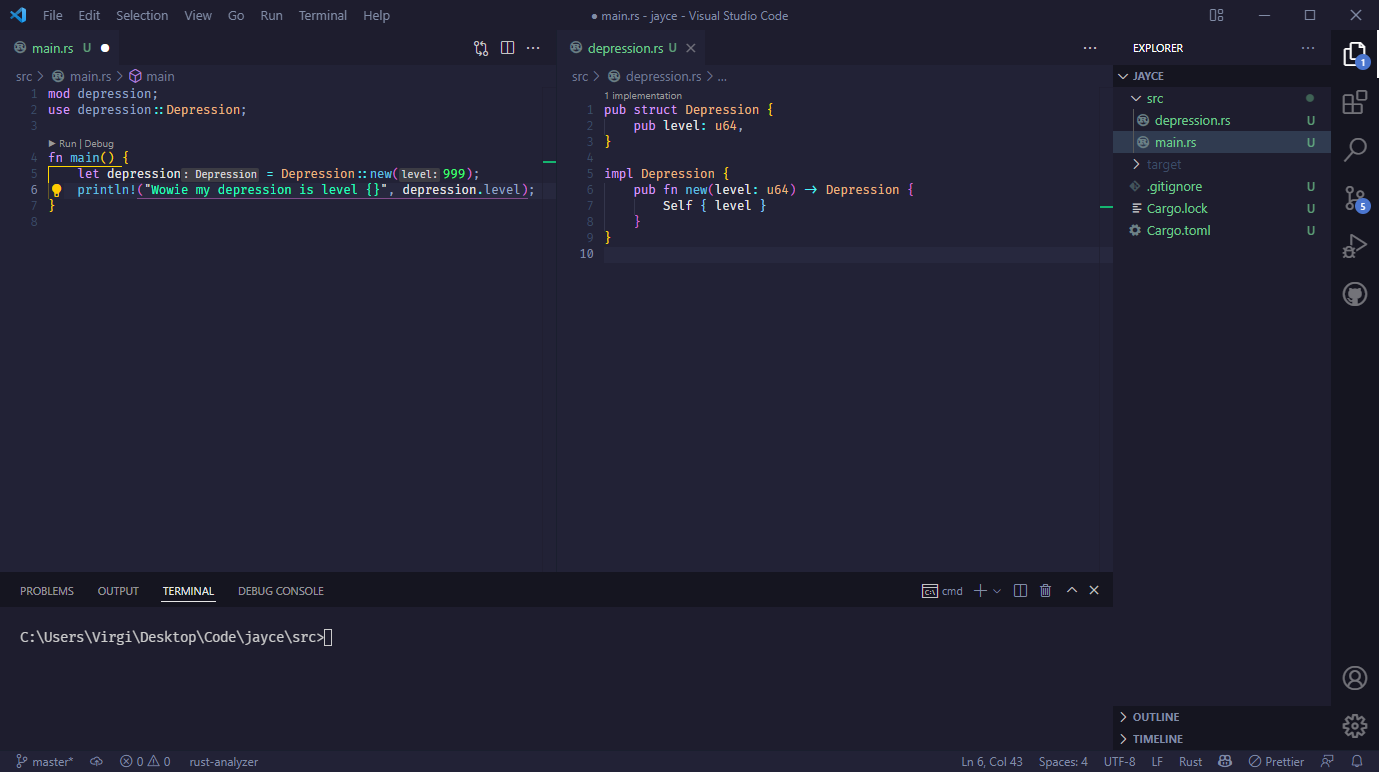 File Edit Selection View Go Run Terminal Help
● main.rs - jayce - Visual Studio Code
main.rs U ●
src > main.rs > main
1 mod depression;
2 use depression::Depression;
3
Run | Debug
4 fn main() {
5 let depression: Depression = Depression::new(level: 999);
6 println!("Wowie my depression is level {}", depression.level);
7 }
8
depression.rs U
src > depression.rs > ...
1 implementation
1 pub struct Depression {
2 pub level: u64,
3 }
4
5 impl Depression {
6 pub fn new(level: u64) -> Depression {
7 Self { level }
8 }
9 }
10
EXPLORER
JAYCE
src
depression.rs U
main.rs U
target
.gitignore U
Cargo.lock U
Cargo.toml U
OUTLINE
TIMELINE
1
5
PROBLEMS OUTPUT TERMINAL DEBUG CONSOLE
cmd
C:\Users\Virgi\Desktop\Code\jayce\src>
master* 0 0 rust-analyzer
Ln 6, Col 43 Spaces: 4 UTF-8 LF Rust Prettier